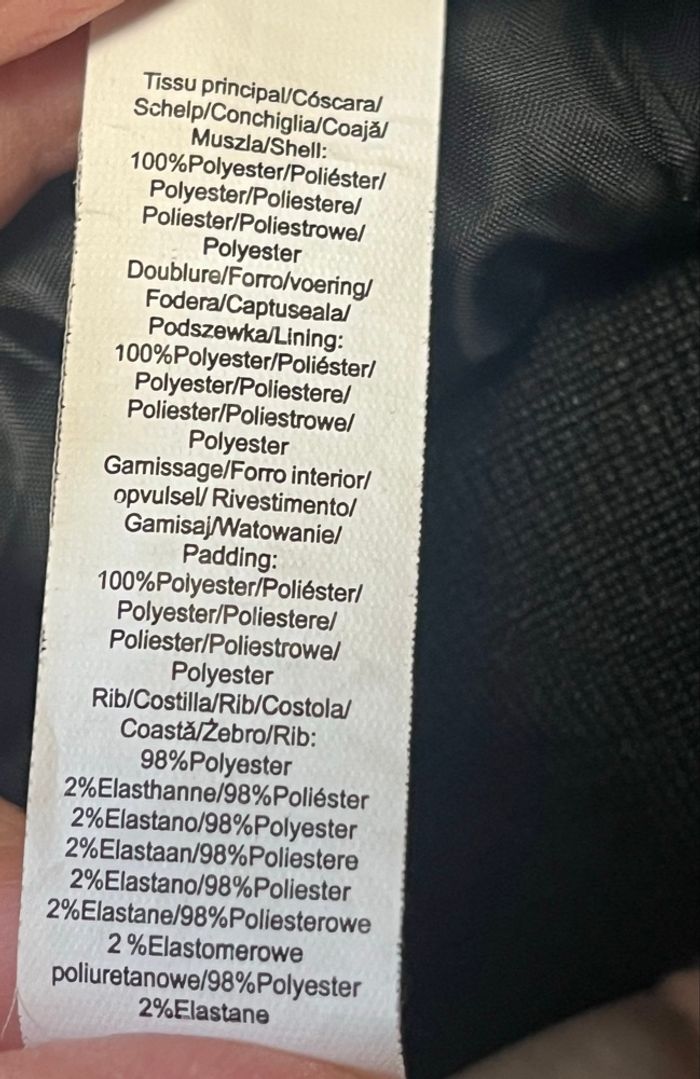 Tissu principal/Cóscara/
Schelp/Conchiglia/Coajă/
Muszla/Shell:
100%Polyester/Poliéster/
Polyester/Poliestere/
Poliester/Poliestrowe/
Polyester
Doublure/Forro/voering/
Fodera/Captuseala/
Podszewka/Lining:
100%Polyester/Poliéster/
Polyester/Poliestere/
Poliester/Poliestrowe/
Polyester
Garnissage/Forro interior/
opvulsel/ Rivestimento/
Garnisaj/Watowanie/
Padding:
100%Polyester/Poliéster/
Polyester/Poliestere/
Poliester/Poliestrowe/
Polyester
Rib/Costilla/Rib/Costola/
Coastă/Żebro/Rib:
98%Polyester
2%Elasthanne/98%Poliéster
2%Elastano/98%Polyester
2%Elastaan/98%Poliestere
2%Elastano/98%Poliester
2%Elastane/98%Poliesterowe
2 %Elastomerowe
poliuretanowe/98%Polyester
2%Elastane